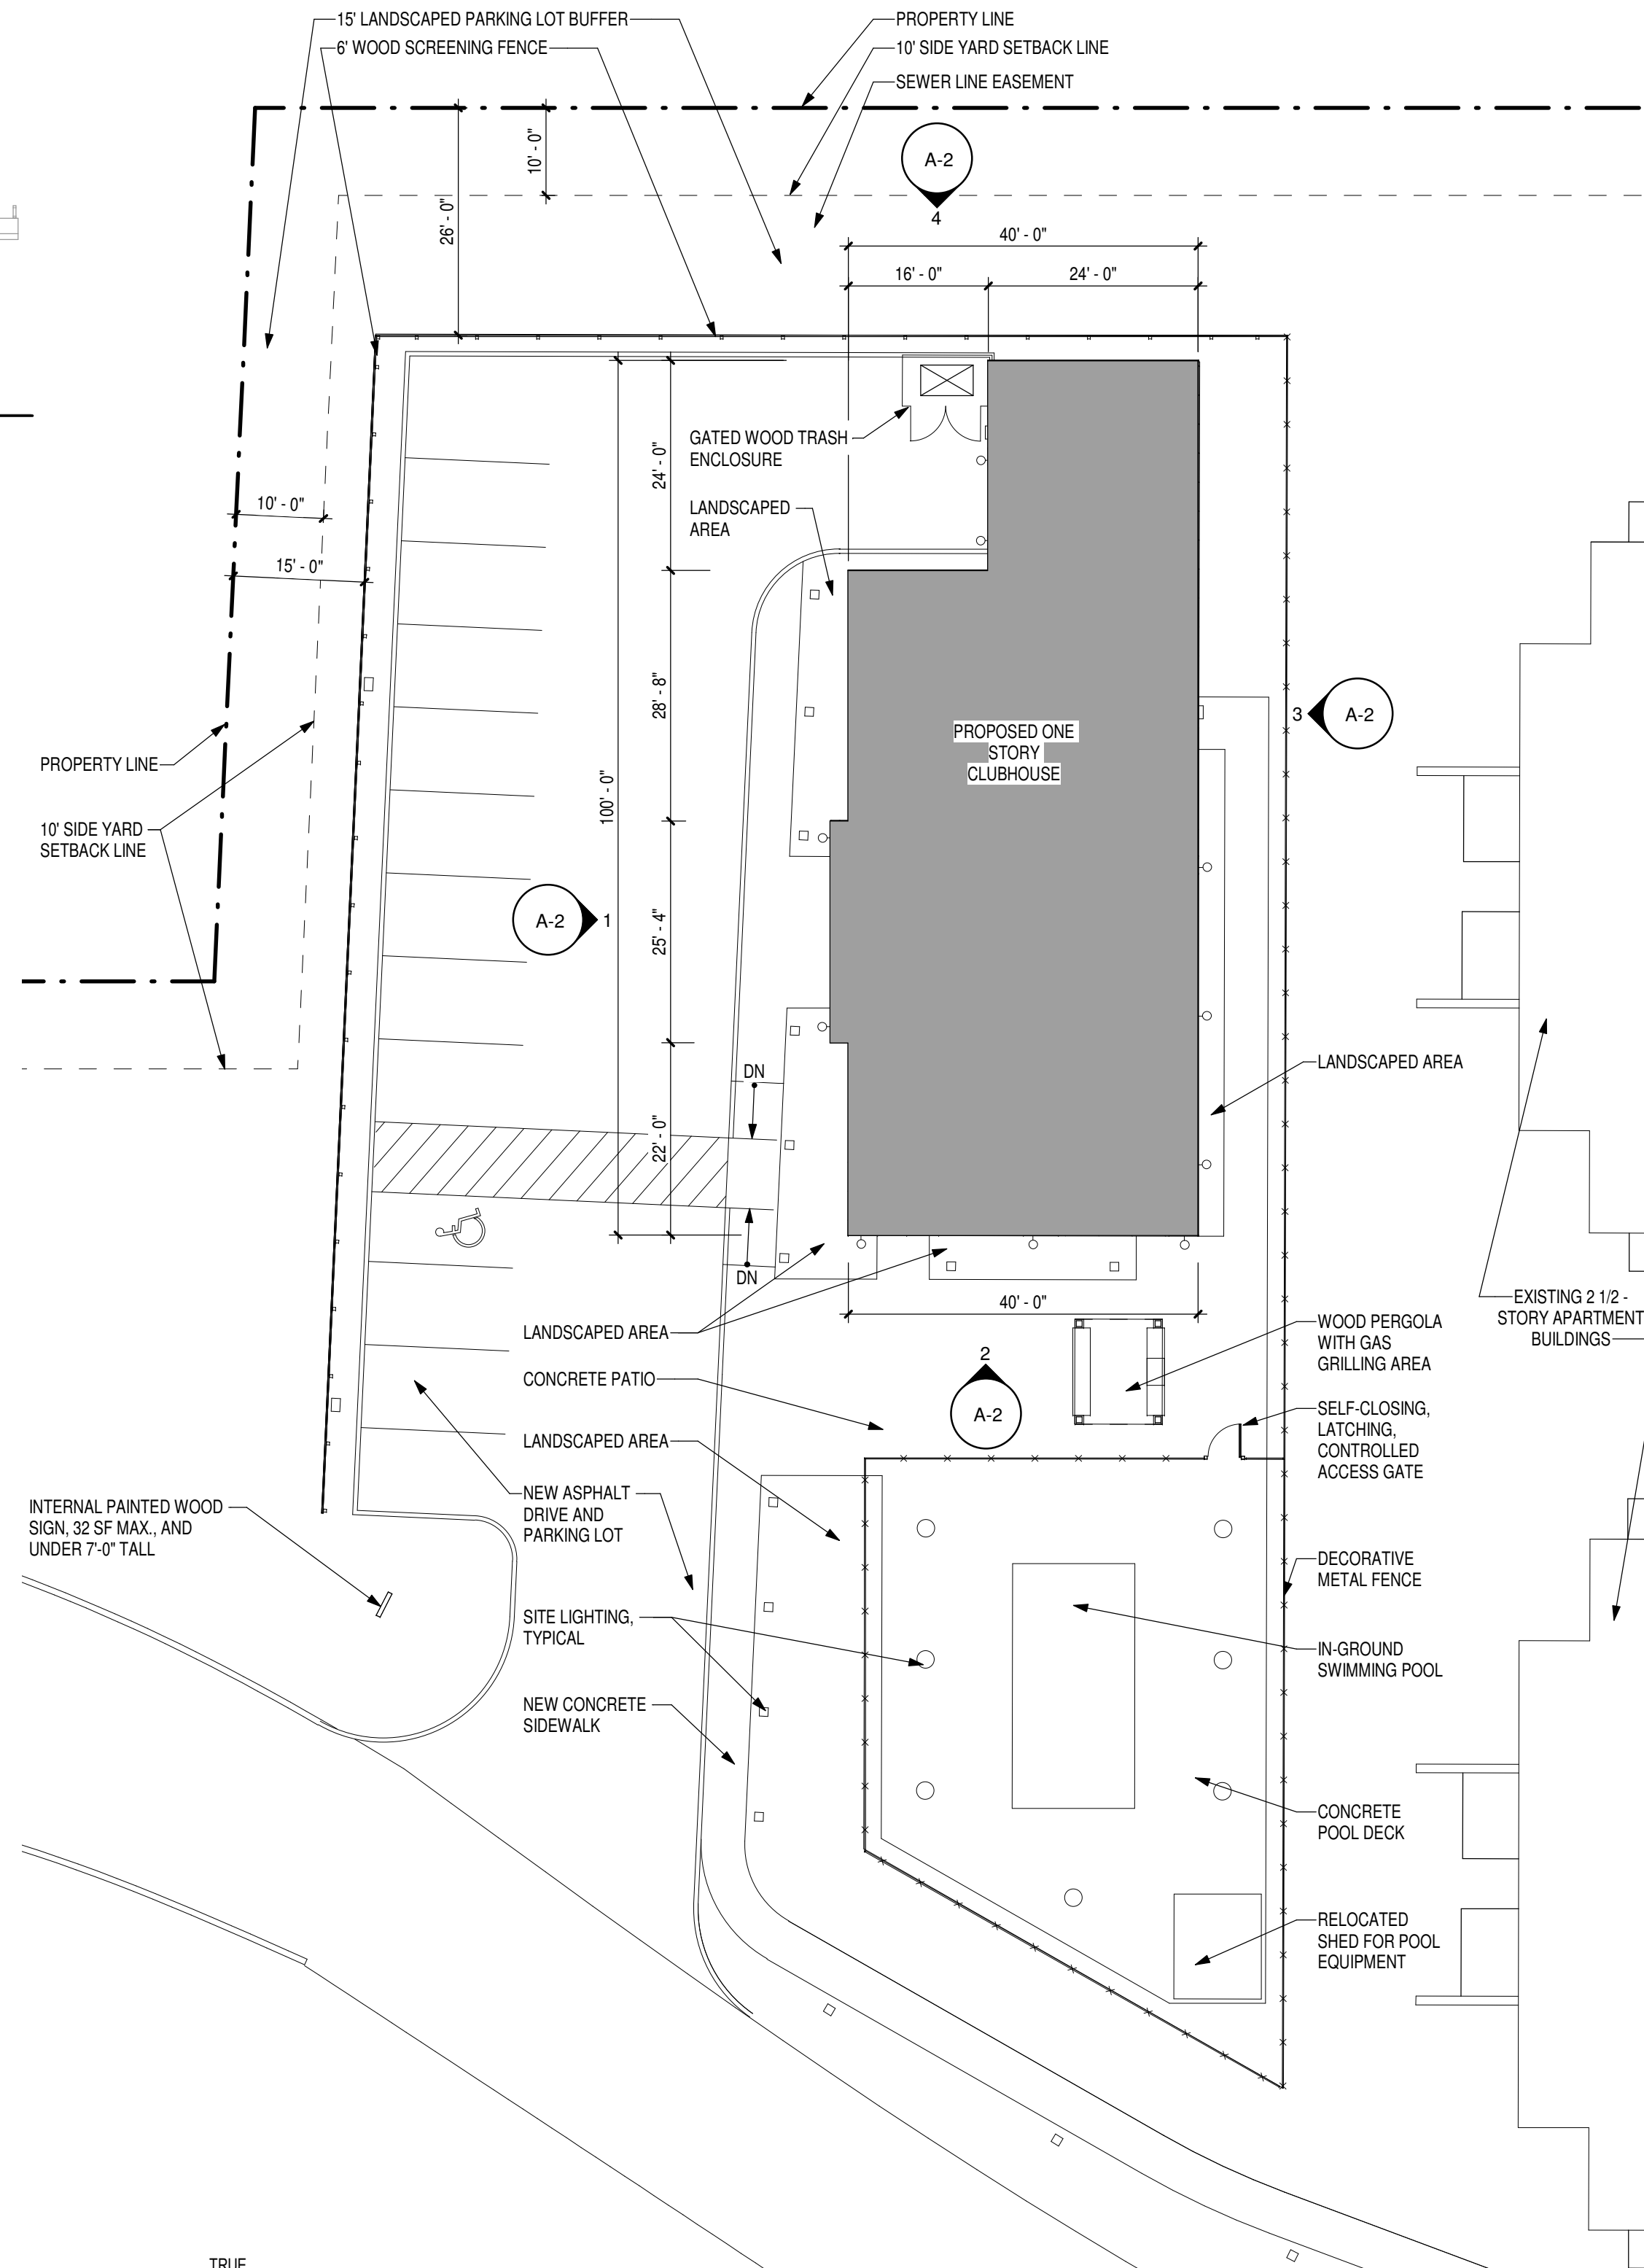 15' LANDSCAPED PARKING LOT BUFFER
6' WOOD SCREENING FENCE
PROPERTY LINE
10' SIDE YARD SETBACK LINE
SEWER LINE EASEMENT
10' - 0"
26' - 0"
A-2
4
40' - 0"
16' - 0"
24' - 0"
GATED WOOD TRASH
ENCLOSURE
24' - 0"
LANDSCAPED
AREA
10' - 0"
15' - 0"
28' - 8"
100' - 0"
PROPOSED ONE
STORY
CLUBHOUSE
3
A-2
PROPERTY LINE
10' SIDE YARD
SETBACK LINE
A-2
1
25' - 4"
DN
22' - 0"
DN
LANDSCAPED AREA
EXISTING 2 1/2 -
STORY APARTMENT
BUILDINGS
40' - 0"
LANDSCAPED AREA
WOOD PERGOLA
WITH GAS
GRILLING AREA
2
A-2
CONCRETE PATIO
SELF-CLOSING,
LATCHING,
CONTROLLED
ACCESS GATE
LANDSCAPED AREA
NEW ASPHALT
DRIVE AND
PARKING LOT
INTERNAL PAINTED WOOD
SIGN, 32 SF MAX., AND
UNDER 7'-0" TALL
DECORATIVE
METAL FENCE
SITE LIGHTING,
TYPICAL
IN-GROUND
SWIMMING POOL
NEW CONCRETE
SIDEWALK
CONCRETE
POOL DECK
RELOCATED
SHED FOR POOL
EQUIPMENT
TRUE